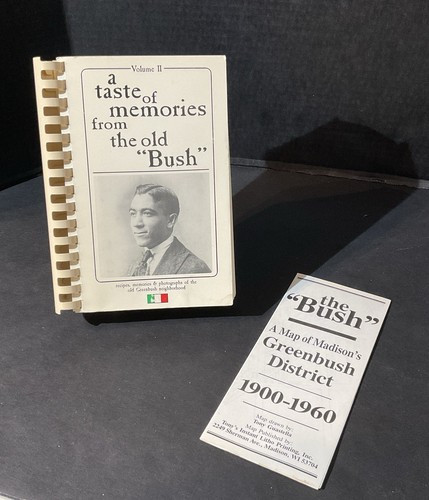 Volume II
a
taste of
memories
from
the old
"Bush"
recipes, memories & photographs of the
old Greenbush neighborhood
the
"Bush"
A Map of Madison's
Greenbush
District
1900-1960
Map drawn by:
Tony Guastella
Map Published by:
Tony's Instant Litho Printing, Inc.
2249 Sherman Ave., Madison, WI 53704